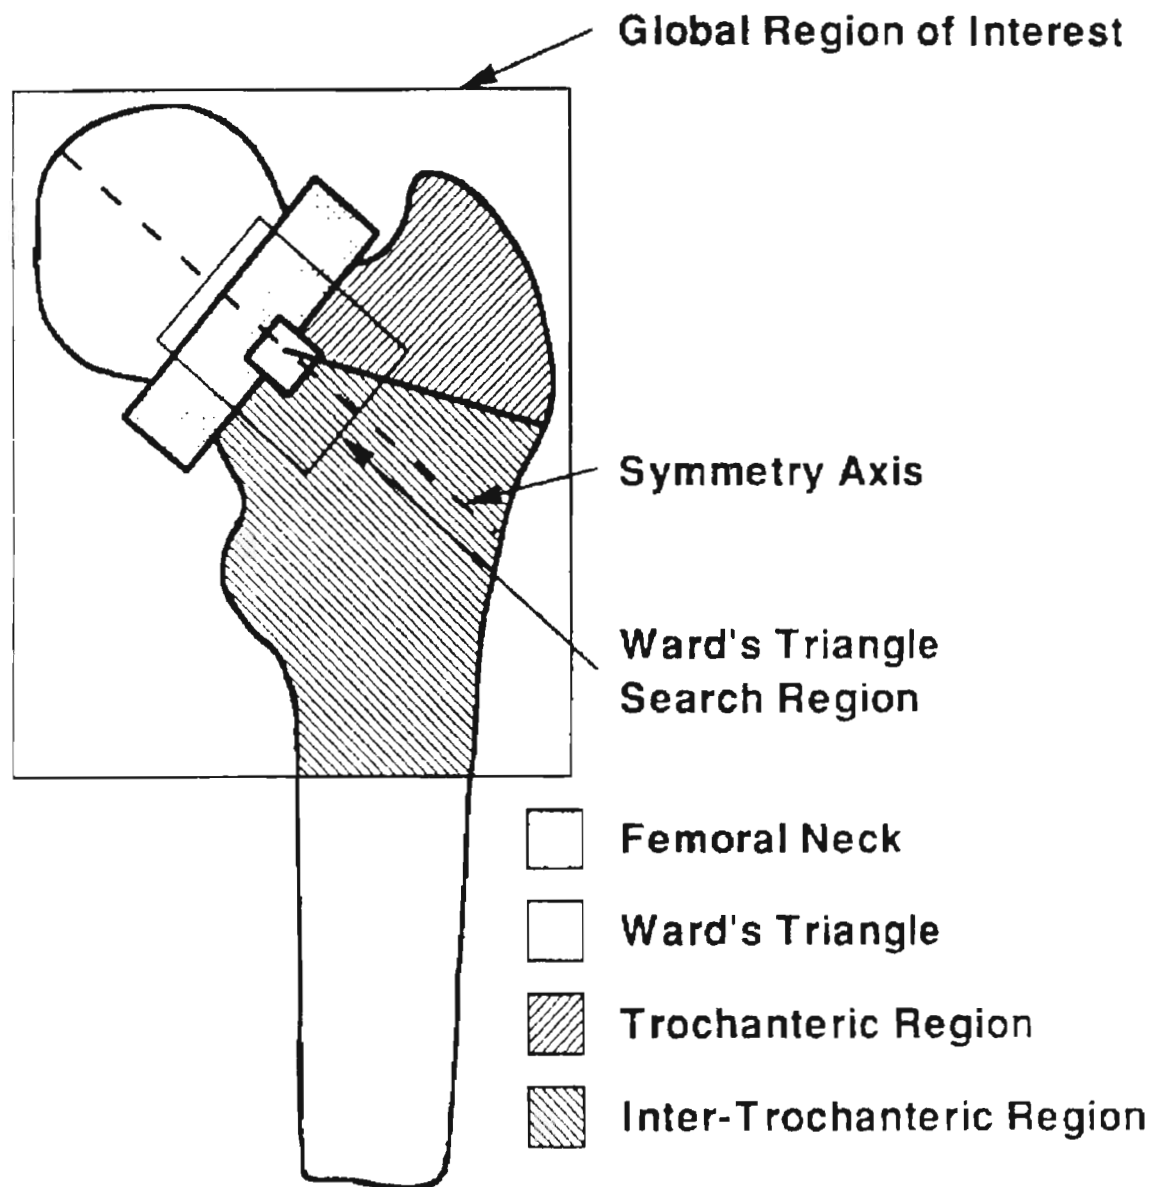 Global Region of Interest
Symmetry Axis
Ward's Triangle
Search Region
Femoral Neck
Ward's Triangle
Trochanteric Region
Inter-Trochanteric Region